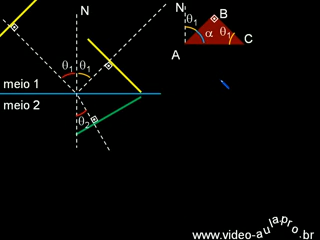 N
N
θ₁
B
θ₁ θ₁
α
θ₁
A
C
meio 1
meio 2
θ₂
www.video-aula.pro.br